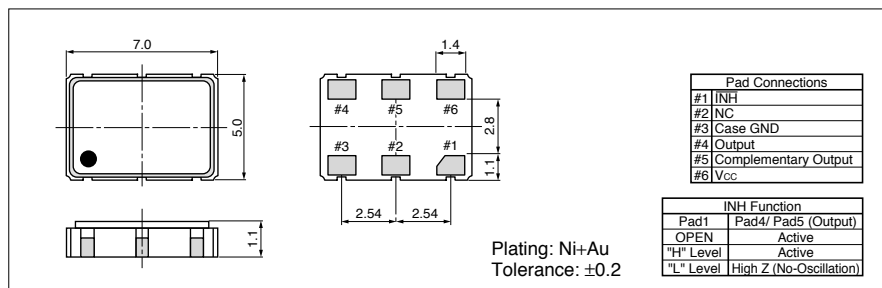 7.0
5.0
1.1
1.4
#4 #5 #6
#3 #2 #1
2.8
1.1
2.54 2.54
Plating: Ni+Au
Tolerance: ±0.2
Pad Connections
#1 I̅N̅H̅
#2 NC
#3 Case GND
#4 Output
#5 Complementary Output
#6 Vcc
INH Function
Pad1 Pad4/ Pad5 (Output)
OPEN Active
"H" Level Active
"L" Level High Z (No-Oscillation)